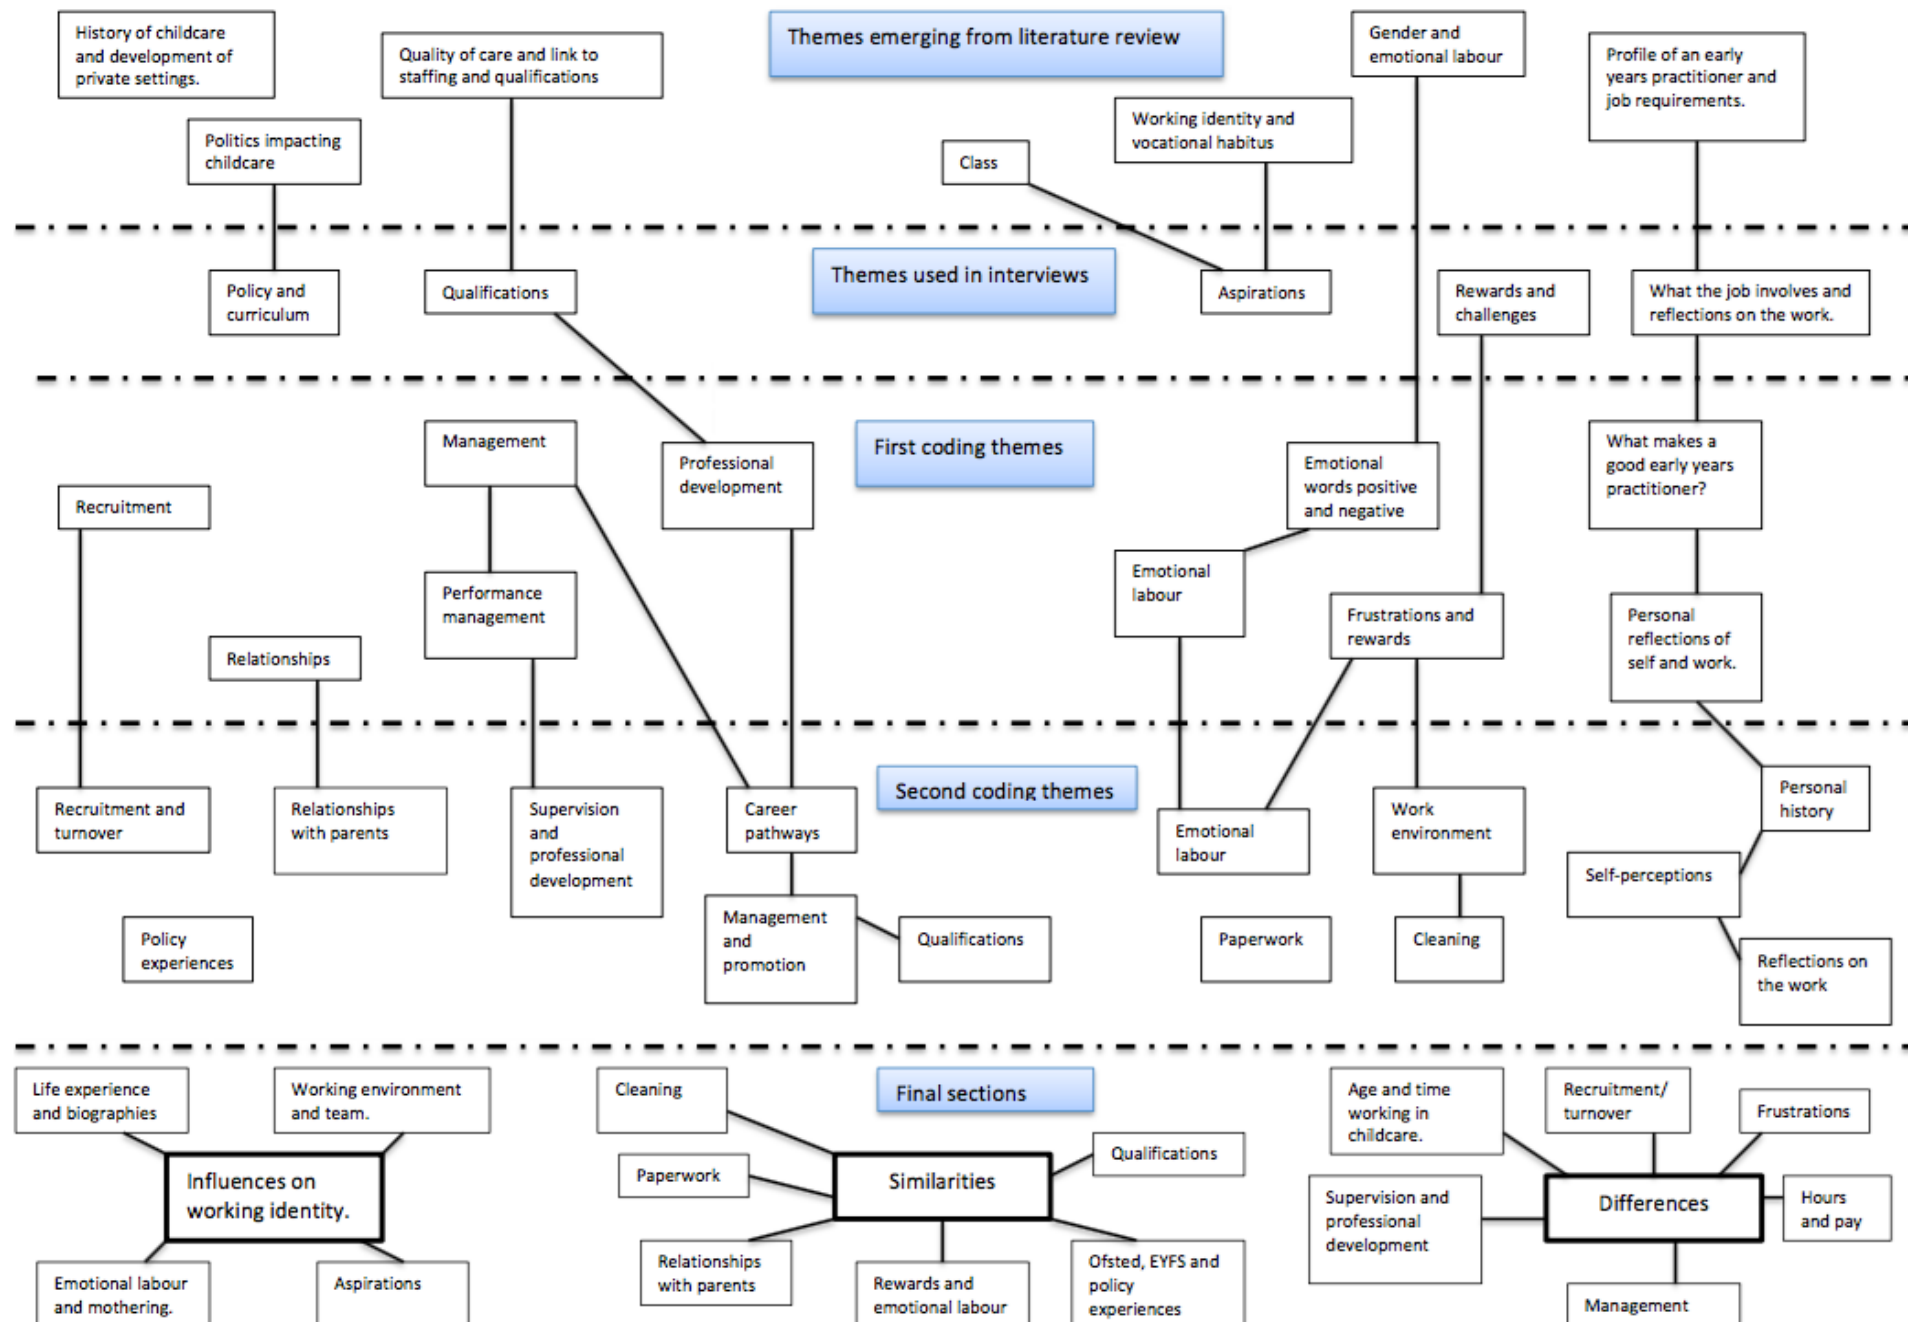 History of childcare
and development of
private settings.
Quality of care and link to
staffing and qualifications
Themes emerging from literature review
Gender and
emotional labour
Profile of an early
years practitioner and
job requirements.
Politics impacting
childcare
Class
Working identity and
vocational habitus
Policy and
curriculum
Qualifications
Themes used in interviews
Aspirations
Rewards and
challenges
What the job involves and
reflections on the work.
Management
Professional
development
First coding themes
Emotional
words positive
and negative
What makes a
good early years
practitioner?
Recruitment
Performance
management
Emotional
labour
Frustrations and
rewards
Personal
reflections of
self and work.
Relationships
Recruitment and
turnover
Relationships
with parents
Supervision
and
professional
development
Career
pathways
Second coding themes
Emotional
labour
Work
environment
Personal
history
Self-perceptions
Policy
experiences
Management
and
promotion
Qualifications
Paperwork
Cleaning
Reflections on
the work
Life experience
and biographies
Working environment
and team.
Influences on
working identity.
Emotional labour
and mothering.
Aspirations
Final sections
Cleaning
Paperwork
Similarities
Qualifications
Relationships
with parents
Rewards and
emotional labour
Ofsted, EYFS and
policy
experiences
Age and time
working in
childcare.
Recruitment/
turnover
Frustrations
Supervision and
professional
development
Differences
Hours
and pay
Management